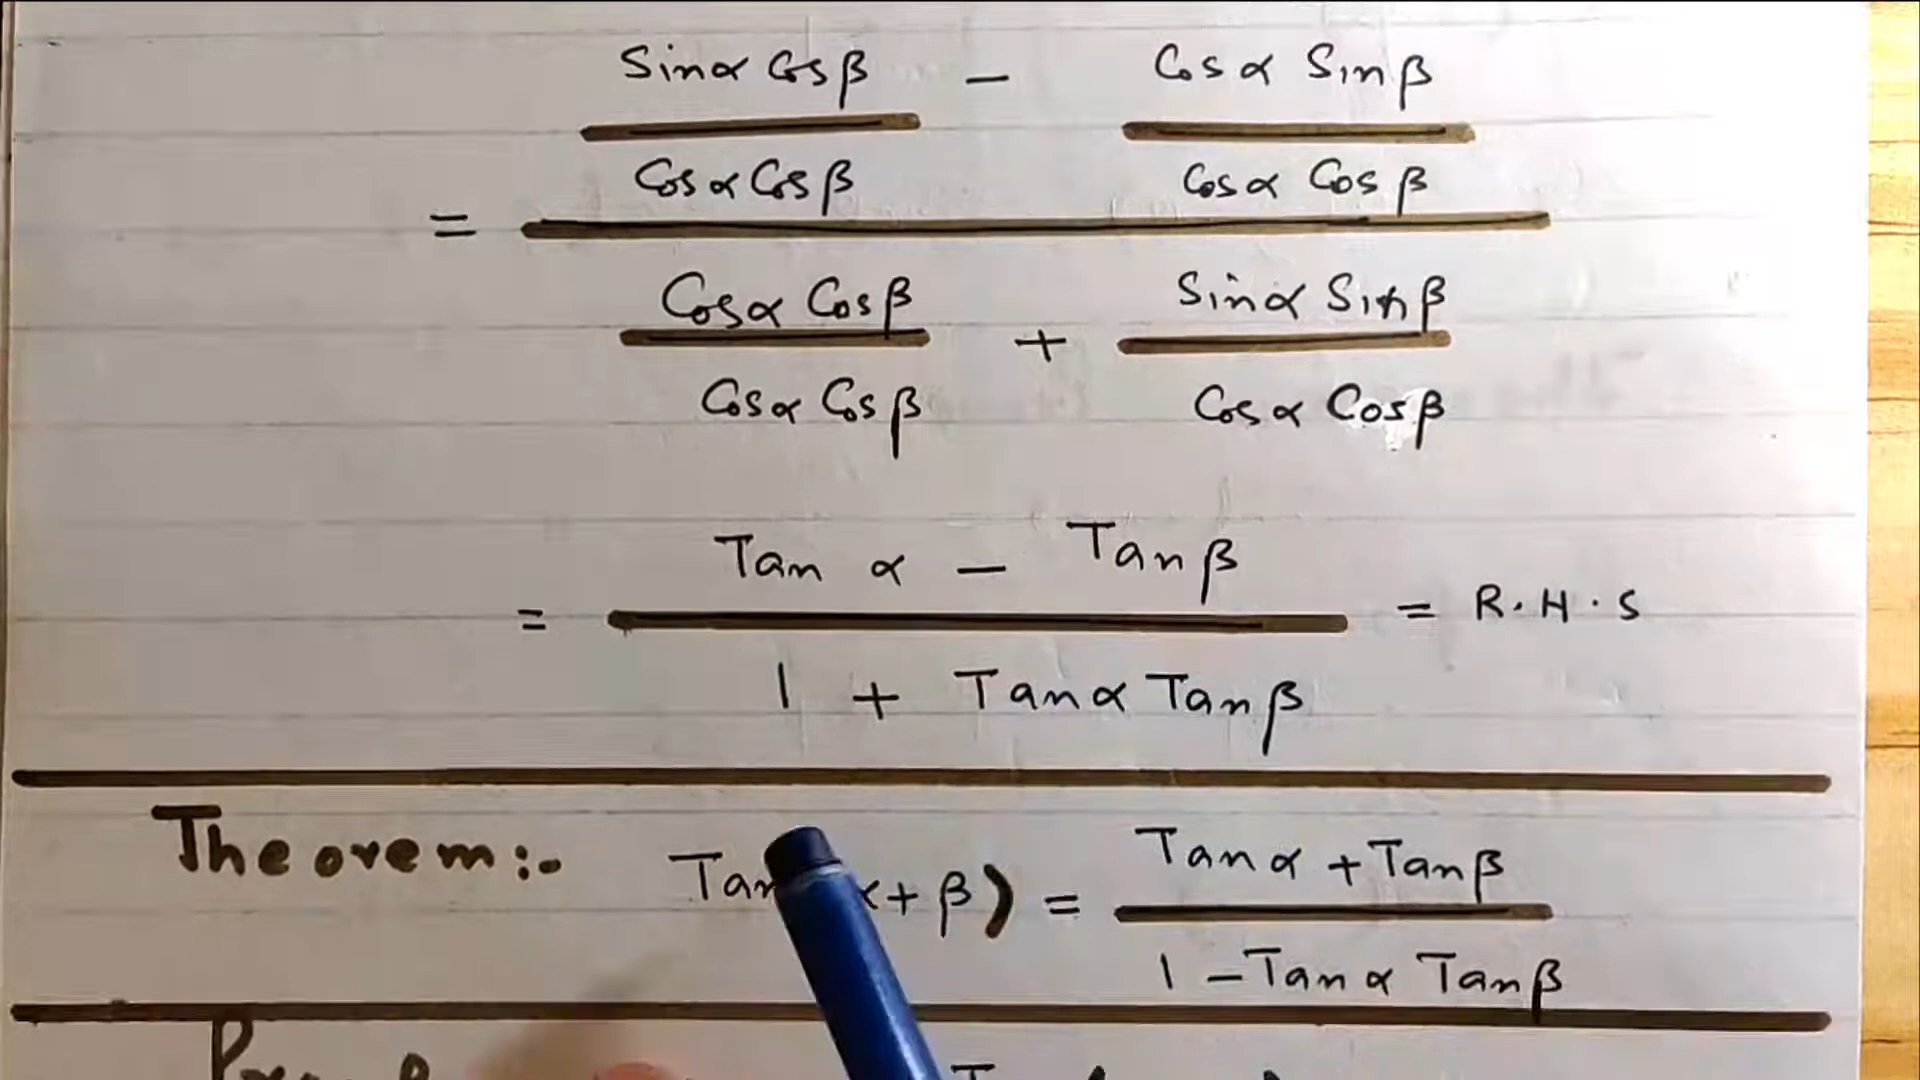 Sinα Cosβ − Cosα Sinβ
Cosα Cosβ Cosα Cosβ
=
Cosα Cosβ + Sinα Sinβ
Cosα Cosβ Cosα Cosβ
Tan α − Tanβ
= = R.H.S
1 + Tanα Tanβ
Theorem:- Tan α+β) = Tanα + Tanβ
1 − Tanα Tanβ